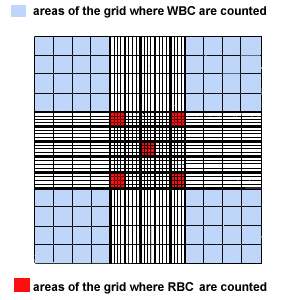 areas of the grid where WBC are counted
areas of the grid where RBC are counted